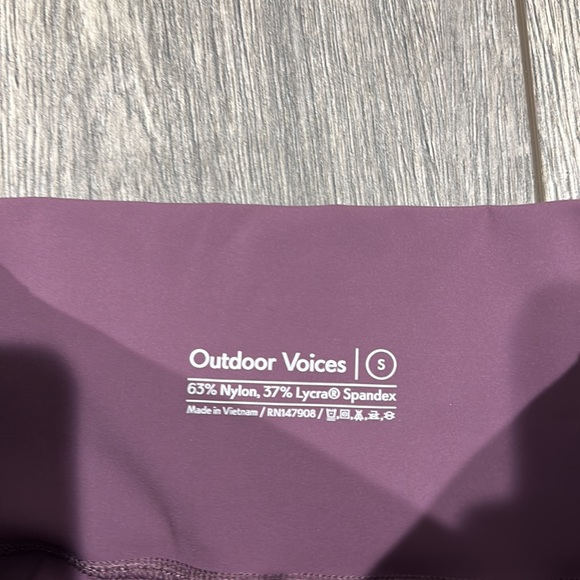 Outdoor Voices | S
63% Nylon, 37% Lycra® Spandex
Made in Vietnam / RN147908 /